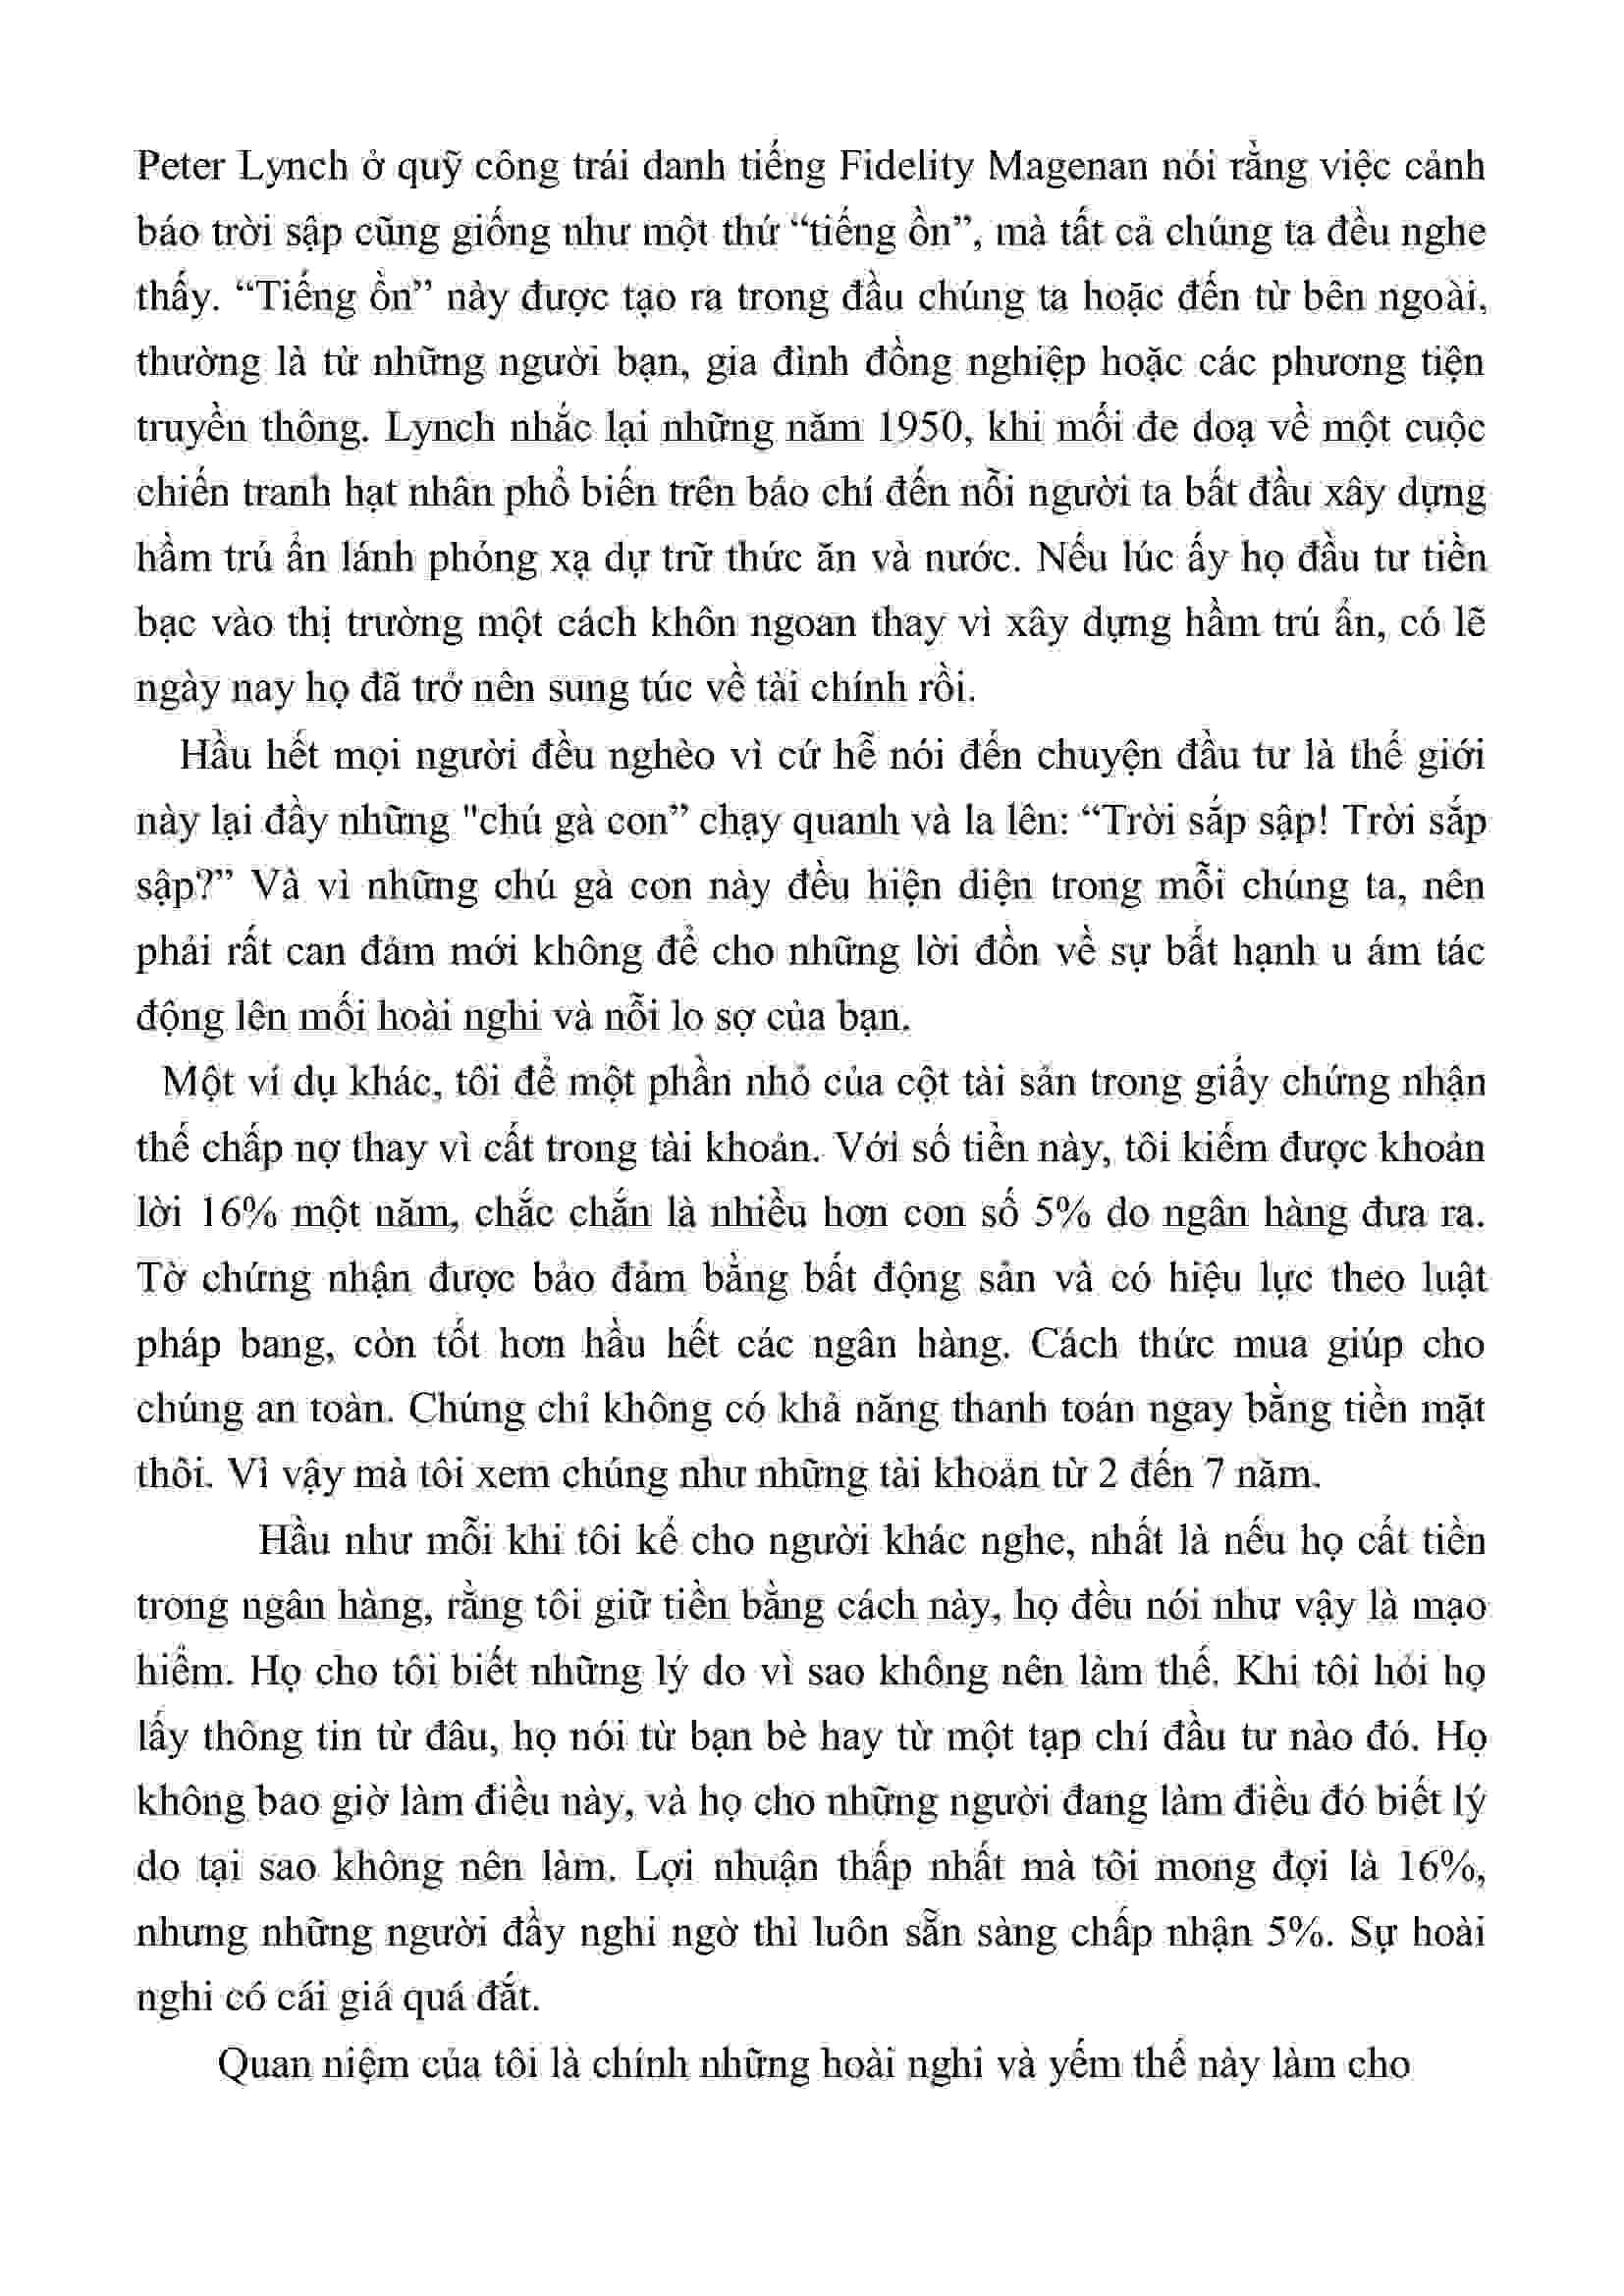 Peter Lynch ở quỹ công trái danh tiếng Fidelity Magenan nói rằng việc cảnh
báo trời sập cũng giống như một thứ “tiếng ồn”, mà tất cả chúng ta đều nghe
thấy. “Tiếng ồn” này được tạo ra trong đầu chúng ta hoặc đến từ bên ngoài,
thường là từ những người bạn, gia đình đồng nghiệp hoặc các phương tiện
truyền thông. Lynch nhắc lại những năm 1950, khi mối đe doạ về một cuộc
chiến tranh hạt nhân phổ biến trên báo chí đến nỗi người ta bắt đầu xây dựng
hầm trú ẩn lánh phóng xạ dự trữ thức ăn và nước. Nếu lúc ấy họ đầu tư tiền
bạc vào thị trường một cách khôn ngoan thay vì xây dựng hầm trú ẩn, có lẽ
ngày nay họ đã trở nên sung túc về tài chính rồi.
Hầu hết mọi người đều nghèo vì cứ hễ nói đến chuyện đầu tư là thế giới
này lại đầy những "chú gà con” chạy quanh và la lên: “Trời sắp sập! Trời sắp
sập?” Và vì những chú gà con này đều hiện diện trong mỗi chúng ta, nên
phải rất can đảm mới không để cho những lời đồn về sự bất hạnh u ám tác
động lên mối hoài nghi và nỗi lo sợ của bạn.
Một ví dụ khác, tôi để một phần nhỏ của cột tài sản trong giấy chứng nhận
thế chấp nợ thay vì cất trong tài khoản. Với số tiền này, tôi kiếm được khoản
lời 16% một năm, chắc chắn là nhiều hơn con số 5% do ngân hàng đưa ra.
Tờ chứng nhận được bảo đảm bằng bất động sản và có hiệu lực theo luật
pháp bang, còn tốt hơn hầu hết các ngân hàng. Cách thức mua giúp cho
chúng an toàn. Chúng chỉ không có khả năng thanh toán ngay bằng tiền mặt
thôi. Vì vậy mà tôi xem chúng như những tài khoản từ 2 đến 7 năm.
Hầu như mỗi khi tôi kể cho người khác nghe, nhất là nếu họ cất tiền
trong ngân hàng, rằng tôi giữ tiền bằng cách này, họ đều nói như vậy là mạo
hiểm. Họ cho tôi biết những lý do vì sao không nên làm thế. Khi tôi hỏi họ
lấy thông tin từ đâu, họ nói từ bạn bè hay từ một tạp chí đầu tư nào đó. Họ
không bao giờ làm điều này, và họ cho những người đang làm điều đó biết lý
do tại sao không nên làm. Lợi nhuận thấp nhất mà tôi mong đợi là 16%,
nhưng những người đầy nghi ngờ thì luôn sẵn sàng chấp nhận 5%. Sự hoài
nghi có cái giá quá đắt.
Quan niệm của tôi là chính những hoài nghi và yếm thế này làm cho